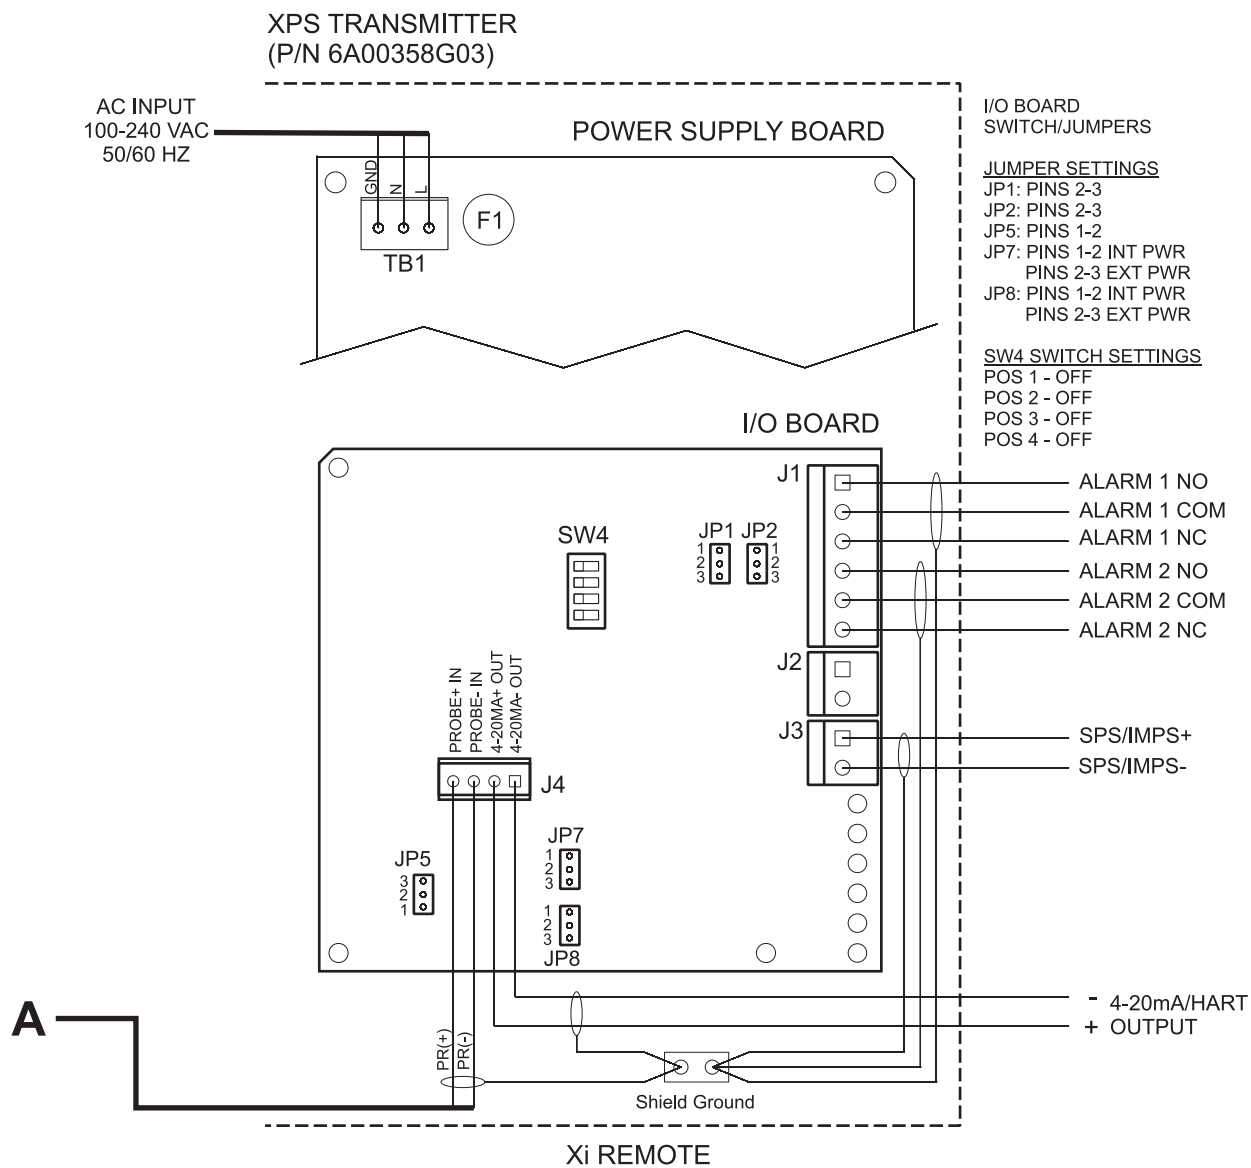 XPS TRANSMITTER
(P/N 6A00358G03)
AC INPUT
100-240 VAC
50/60 HZ
POWER SUPPLY BOARD
GND
N
L
F1
TB1
I/O BOARD
SWITCH/JUMPERS
JUMPER SETTINGS
JP1: PINS 2-3
JP2: PINS 2-3
JP5: PINS 1-2
JP7: PINS 1-2 INT PWR
PINS 2-3 EXT PWR
JP8: PINS 1-2 INT PWR
PINS 2-3 EXT PWR
SW4 SWITCH SETTINGS
POS 1 - OFF
POS 2 - OFF
POS 3 - OFF
POS 4 - OFF
I/O BOARD
J1
ALARM 1 NO
ALARM 1 COM
ALARM 1 NC
ALARM 2 NO
ALARM 2 COM
ALARM 2 NC
SW4
JP1
1
2
3
JP2
1
2
3
J2
J3
SPS/IMPS+
SPS/IMPS-
PROBE+ IN
PROBE- IN
4-20MA+ OUT
4-20MA- OUT
J4
JP5
3
2
1
JP7
1
2
3
1
2
3
JP8
A
PR(+)
PR(-)
- 4-20mA/HART
+ OUTPUT
Shield Ground
Xi REMOTE